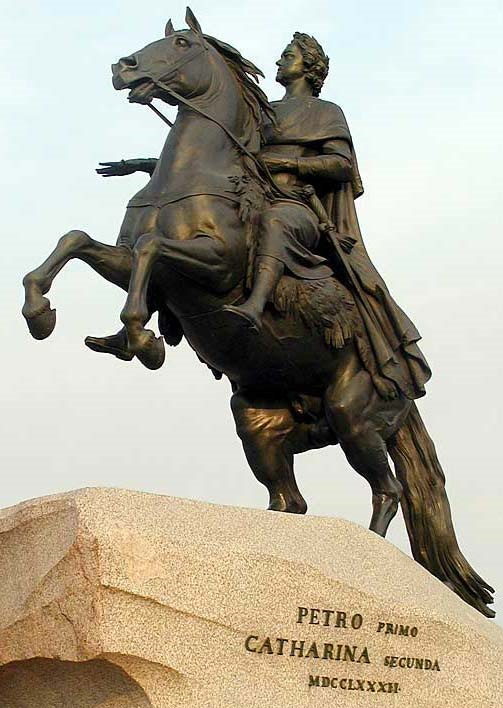 PETRO PRIMO
CATHARINA SECUNDA
MDCCLXXXII.